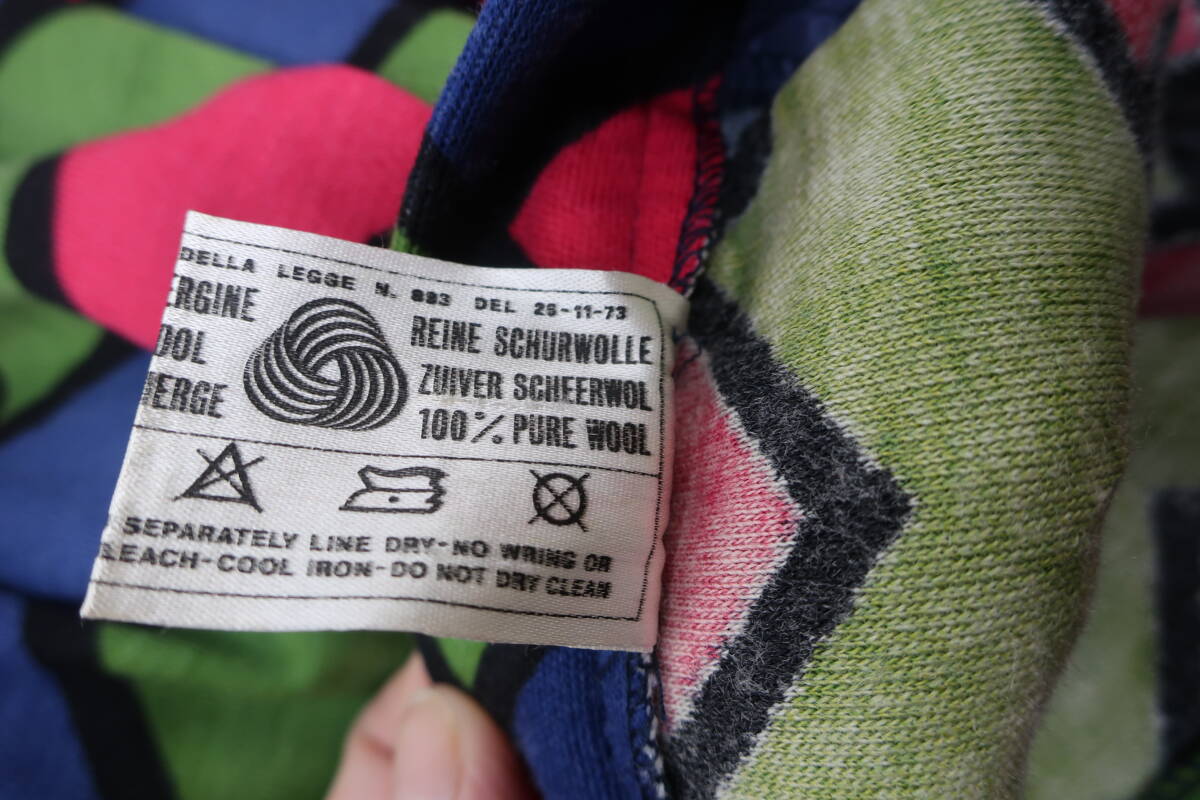 DELLA LEGGE N. 883 DEL 26-11-73
ERGINE
OOL
VERGE
REINE SCHURWOLLE
ZUIVER SCHEERWOL
100% PURE WOOL
SEPARATELY LINE DRY-NO WRING OR
LEACH-COOL IRON-DO NOT DRY CLEAN